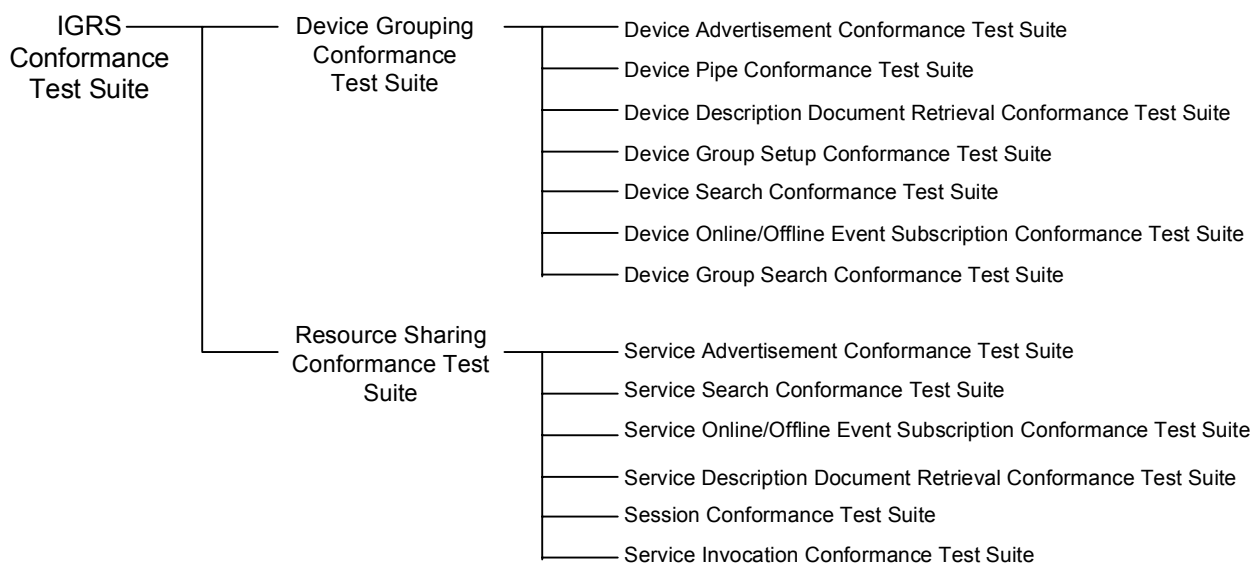 IGRS
Conformance
Test Suite
Device Grouping
Conformance
Test Suite
Device Advertisement Conformance Test Suite
Device Pipe Conformance Test Suite
Device Description Document Retrieval Conformance Test Suite
Device Group Setup Conformance Test Suite
Device Search Conformance Test Suite
Device Online/Offline Event Subscription Conformance Test Suite
Device Group Search Conformance Test Suite
Resource Sharing
Conformance Test
Suite
Service Advertisement Conformance Test Suite
Service Search Conformance Test Suite
Service Online/Offline Event Subscription Conformance Test Suite
Service Description Document Retrieval Conformance Test Suite
Session Conformance Test Suite
Service Invocation Conformance Test Suite